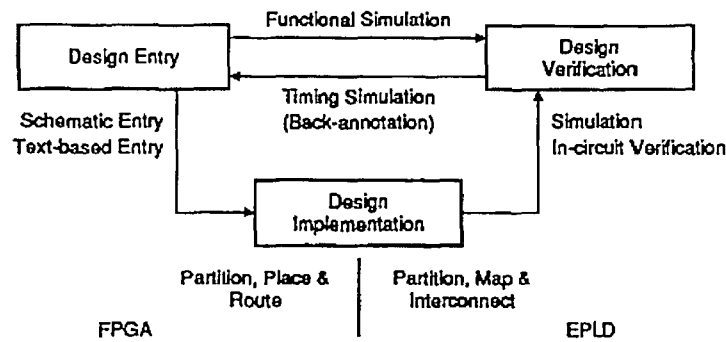 Functional Simulation
Design Entry
Design
Verification
Timing Simulation
(Back-annotation)
Schematic Entry
Text-based Entry
Simulation
In-circuit Verification
Design
Implementation
Partition, Place &
Route
Partition, Map &
Interconnect
FPGA
EPLD